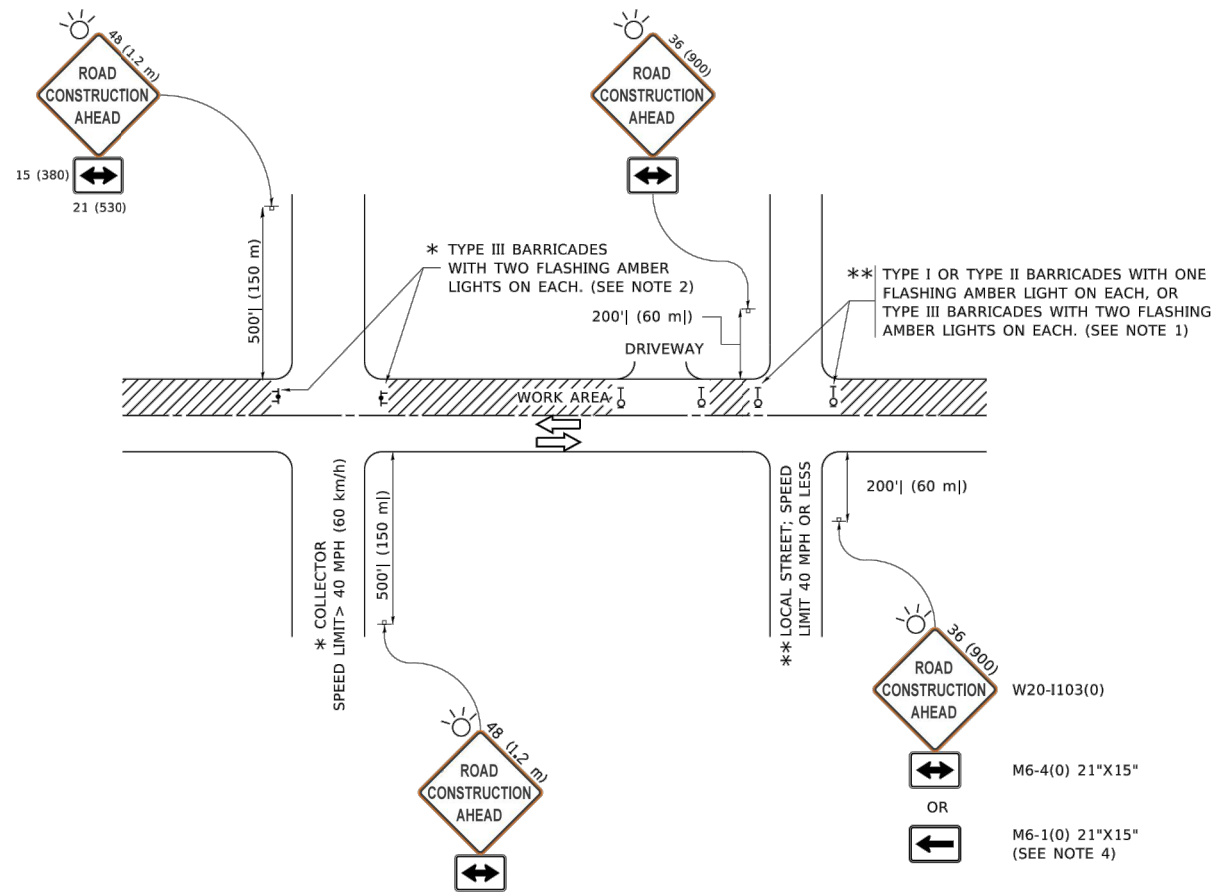 48 (1.2 m)
ROAD
CONSTRUCTION
AHEAD
15 (380)
21 (530)
36 (900)
ROAD
CONSTRUCTION
AHEAD
500'| (150 m)
* TYPE III BARRICADES
WITH TWO FLASHING AMBER
LIGHTS ON EACH. (SEE NOTE 2)
200'| (60 m|)
DRIVEWAY
** TYPE I OR TYPE II BARRICADES WITH ONE
FLASHING AMBER LIGHT ON EACH, OR
TYPE III BARRICADES WITH TWO FLASHING
AMBER LIGHTS ON EACH. (SEE NOTE 1)
WORK AREA
* COLLECTOR
SPEED LIMIT> 40 MPH (60 km/h)
500'| (150 m|)
** LOCAL STREET; SPEED
LIMIT 40 MPH OR LESS
200'| (60 m|)
48 (1.2 m)
ROAD
CONSTRUCTION
AHEAD
36 (900)
ROAD
CONSTRUCTION
AHEAD
W20-I103(0)
M6-4(0) 21"X15"
OR
M6-1(0) 21"X15"
(SEE NOTE 4)